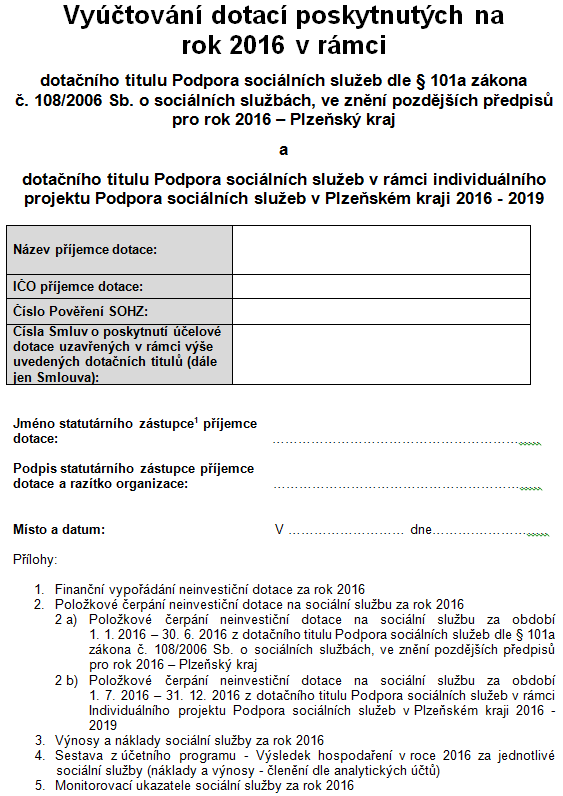 Vyúčtování dotací poskytnutých na
rok 2016 v rámci
dotačního titulu Podpora sociálních služeb dle § 101a zákona
č. 108/2006 Sb. o sociálních službách, ve znění pozdějších předpisů
pro rok 2016 – Plzeňský kraj
a
dotačního titulu Podpora sociálních služeb v rámci individuálního
projektu Podpora sociálních služeb v Plzeňském kraji 2016 - 2019
Název příjemce dotace:
IČO příjemce dotace:
Číslo Pověření SOHZ:
Čísla Smluv o poskytnutí účelové
dotace uzavřených v rámci výše
uvedených dotačních titulů (dále
jen Smlouva):
Jméno statutárního zástupce¹ příjemce
dotace: ……………………………………………………
Podpis statutárního zástupce příjemce
dotace a razítko organizace: ……………………………………………………
Místo a datum: V ……………………… dne………………………
Přílohy:
1. Finanční vypořádání neinvestiční dotace za rok 2016
2. Položkové čerpání neinvestiční dotace na sociální službu za rok 2016
2 a) Položkové čerpání neinvestiční dotace na sociální službu za období
1. 1. 2016 – 30. 6. 2016 z dotačního titulu Podpora sociálních služeb dle § 101a
zákona č. 108/2006 Sb. o sociálních službách, ve znění pozdějších předpisů
pro rok 2016 – Plzeňský kraj
2 b) Položkové čerpání neinvestiční dotace na sociální službu za období
1. 7. 2016 – 31. 12. 2016 z dotačního titulu Podpora sociálních služeb v rámci
Individuálního projektu Podpora sociálních služeb v Plzeňském kraji 2016 -
2019
3. Výnosy a náklady sociální služby za rok 2016
4. Sestava z účetního programu - Výsledek hospodaření v roce 2016 za jednotlivé
sociální služby (náklady a výnosy - členění dle analytických účtů)
5. Monitorovací ukazatele sociální služby za rok 2016